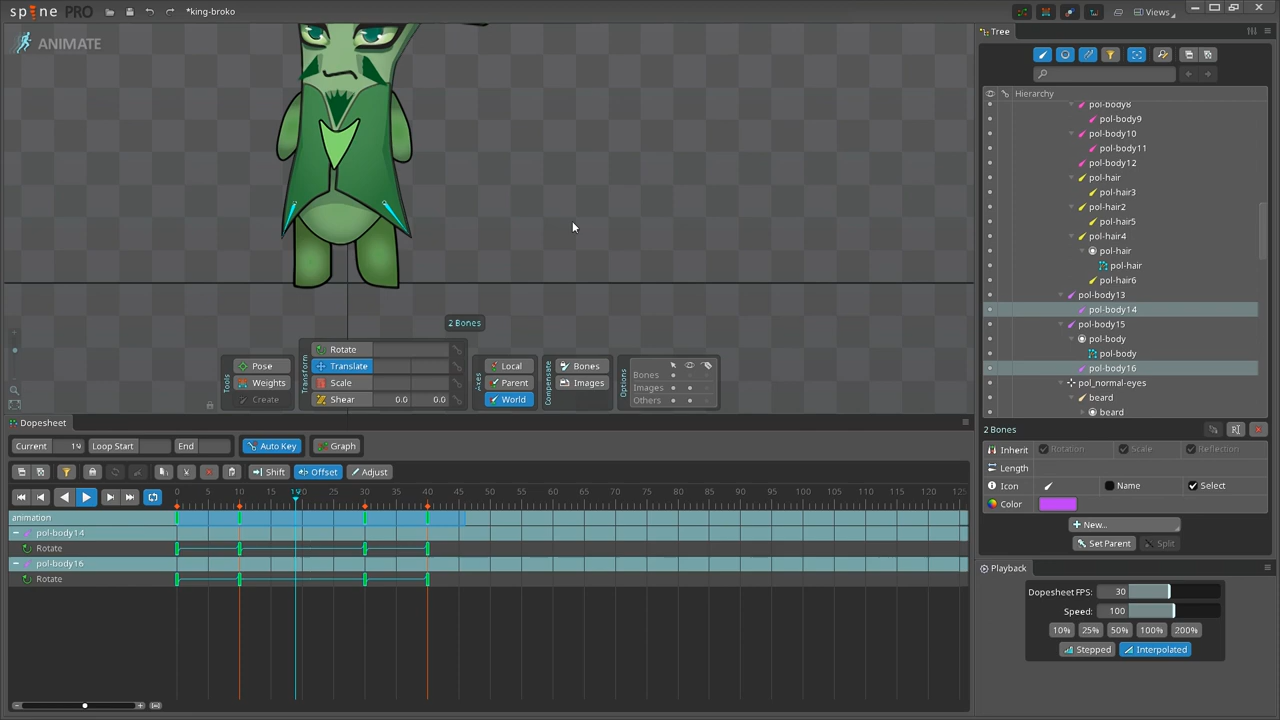 spine PRO *king-broko Views
ANIMATE
Tree
Hierarchy
pol-body8
pol-body9
pol-body10
pol-body11
pol-body12
pol-hair
pol-hair3
pol-hair2
pol-hair5
pol-hair4
pol-hair
pol-hair
pol-hair6
pol-body13
pol-body14
pol-body15
pol-body
pol-body
pol-body16
pol_normal-eyes
beard
beard
2 Bones
Tools
Pose
Weights
Create
Transform
Rotate
Translate
Scale
Shear 0.0 0.0
Axes
Local
Parent
World
Compensate
Bones
Images
Options
Bones
Images
Others
2 Bones
Inherit Rotation Scale Reflection
Length
Icon Name Select
Color
New...
Set Parent Split
Playback
Dopesheet FPS: 30
Speed: 100
10% 25% 50% 100% 200%
Stepped Interpolated
Dopesheet
Current 19 Loop Start End Auto Key Graph
Shift Offset Adjust
0 5 10 15 19 25 30 35 40 45 50 55 60 65 70 75 80 85 90 95 100 105 110 115 120 125
animation
pol-body14
Rotate
pol-body16
Rotate